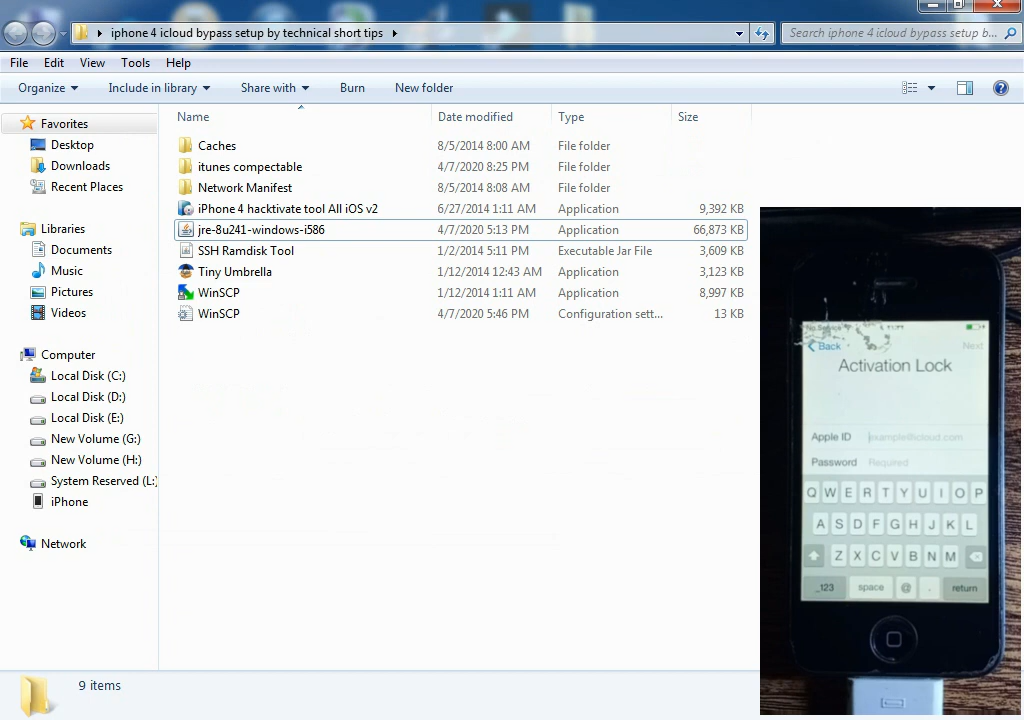 iphone 4 icloud bypass setup by technical short tips
Search iphone 4 icloud bypass setup b...
File Edit View Tools Help
Organize Include in library Share with Burn New folder
Name Date modified Type Size
Favorites
Desktop
Downloads
Recent Places
Libraries
Documents
Music
Pictures
Videos
Computer
Local Disk (C:)
Local Disk (D:)
Local Disk (E:)
New Volume (G:)
New Volume (H:)
System Reserved (L:)
iPhone
Network
Caches 8/5/2014 8:00 AM File folder
itunes compectable 4/7/2020 8:25 PM File folder
Network Manifest 8/5/2014 8:08 AM File folder
iPhone 4 hacktivate tool All iOS v2 6/27/2014 1:11 AM Application 9,392 KB
jre-8u241-windows-i586 4/7/2020 5:13 PM Application 66,873 KB
SSH Ramdisk Tool 1/2/2014 5:11 PM Executable Jar File 3,609 KB
Tiny Umbrella 1/12/2014 12:43 AM Application 3,123 KB
WinSCP 1/12/2014 1:11 AM Application 8,997 KB
WinSCP 4/7/2020 5:46 PM Configuration sett... 13 KB
9 items
No Service
Back Next
Activation Lock
Apple ID example@icloud.com
Password Required
Q W E R T Y U I O P
A S D F G H J K L
Z X C V B N M
_123 space @ . return